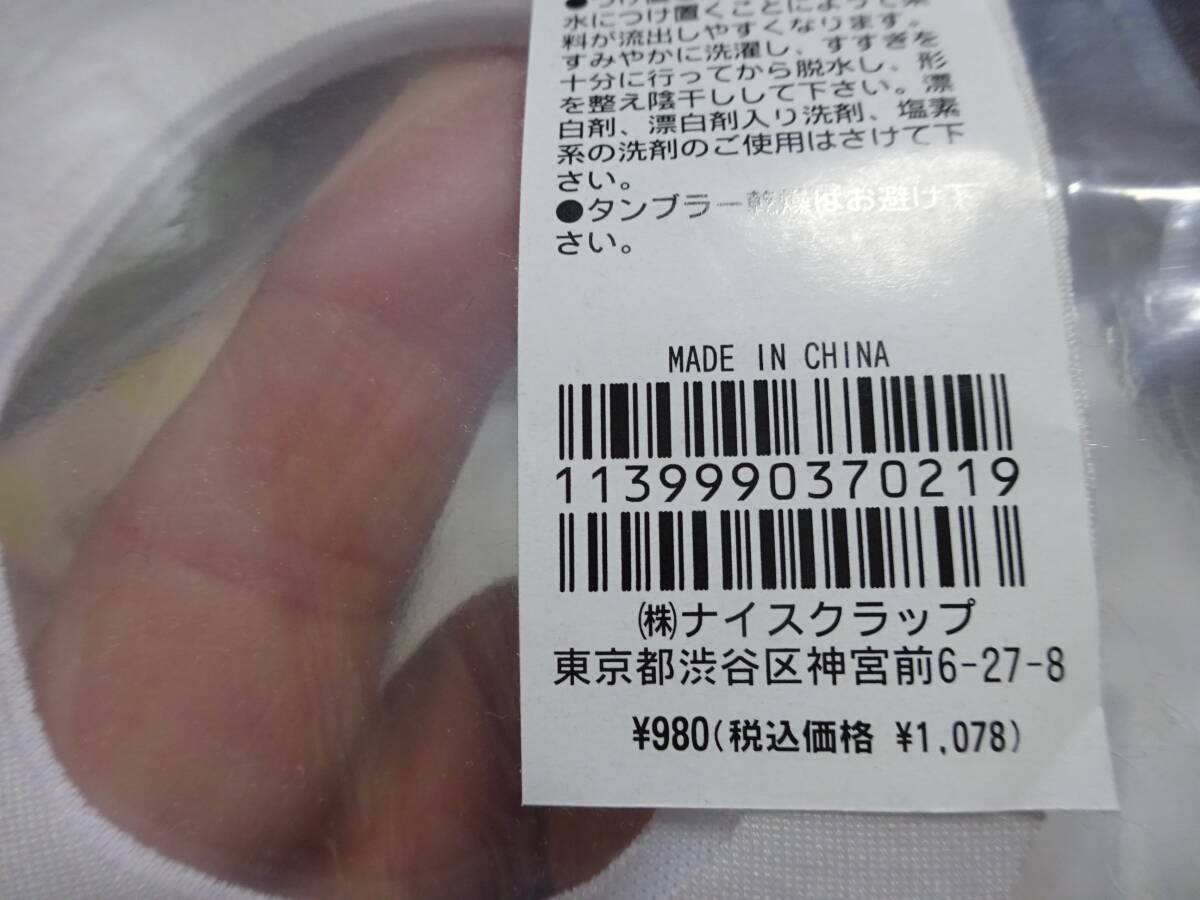 水につけ置くことによって染
料が流出しやすくなります。
すみやかに洗濯し、すすぎを
十分に行ってから脱水し、形
を整え陰干しして下さい。漂
白剤、漂白剤入り洗剤、塩素
系の洗剤のご使用はさけて下
さい。
●タンブラー乾燥はお避け下
さい。
MADE IN CHINA
1139990370219
㈱ナイスクラップ
東京都渋谷区神宮前6-27-8
¥980(税込価格 ¥1,078)